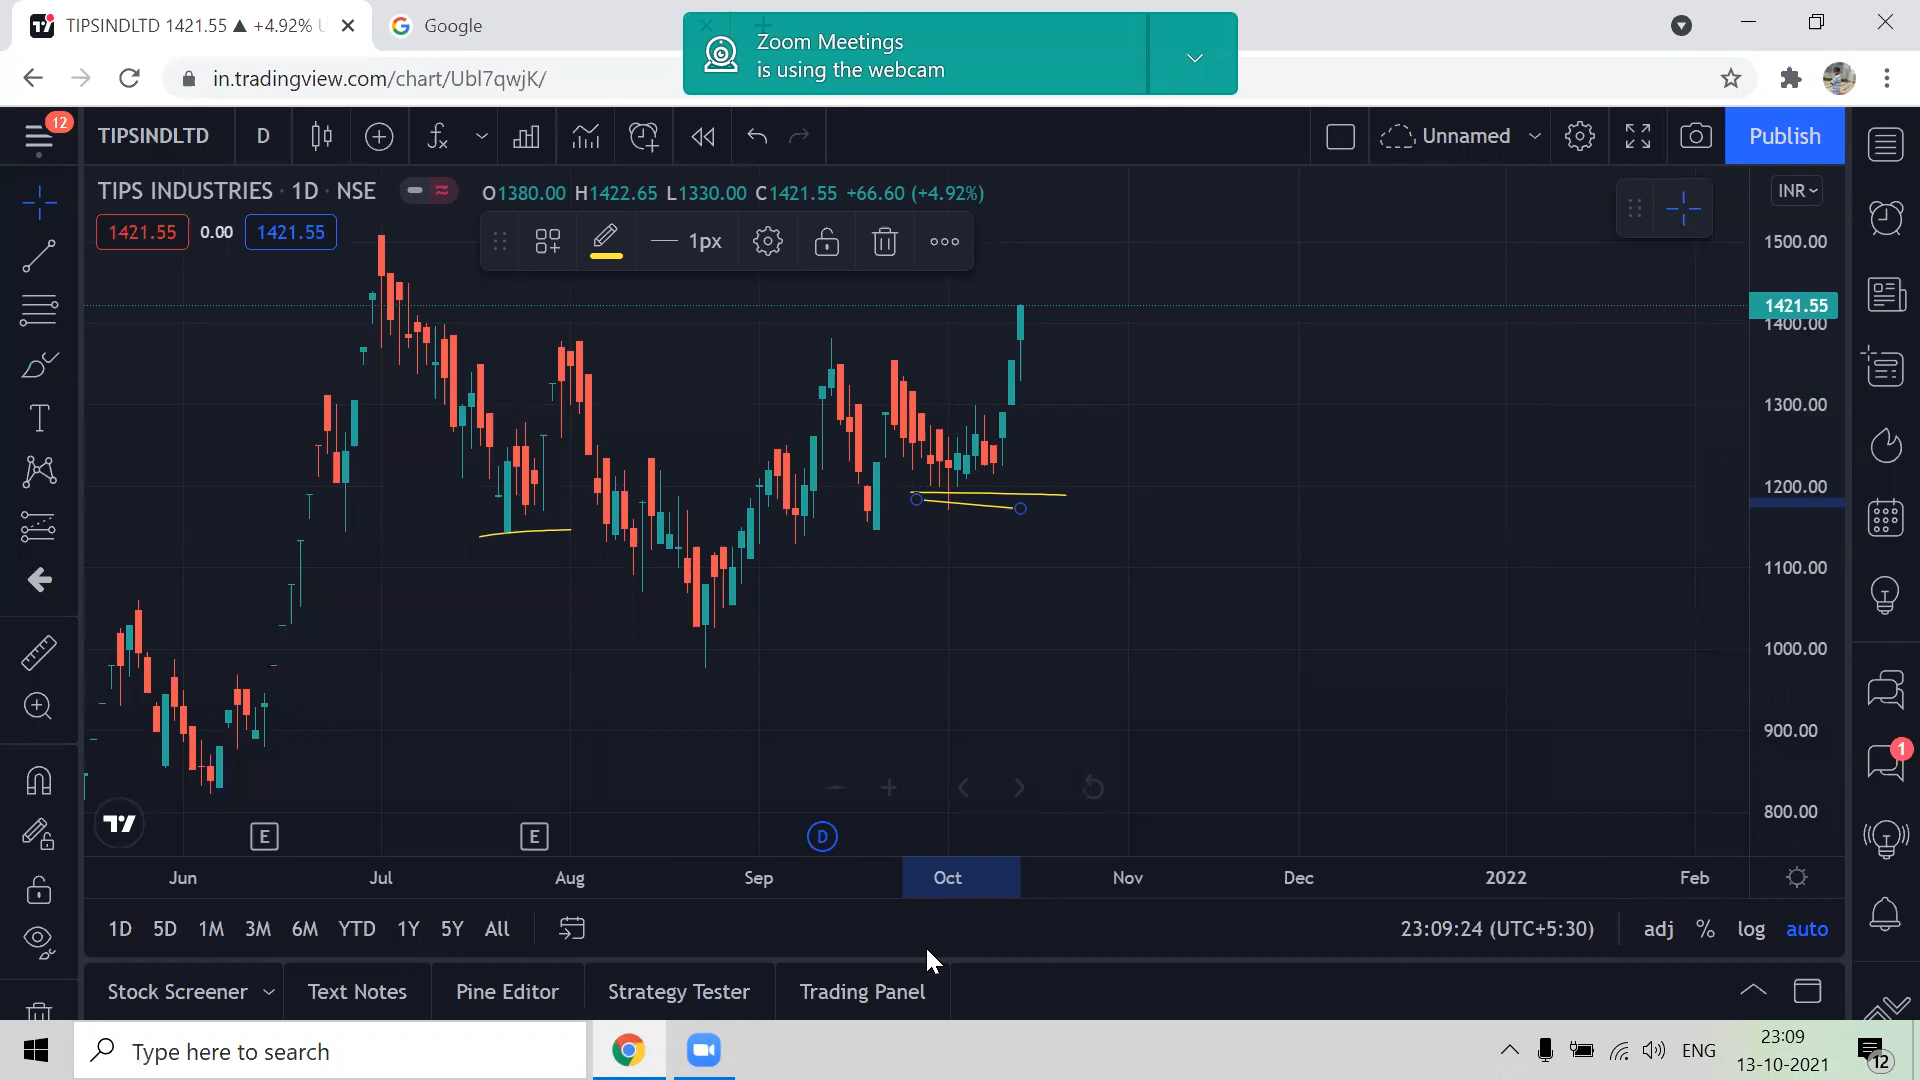 TIPSINDLTD 1421.55 ▲ +4.92% U
Google
Zoom Meetings
is using the webcam
in.tradingview.com/chart/Ubl7qwjK/
12
TIPSINDLTD
D
Unnamed
Publish
TIPS INDUSTRIES · 1D · NSE
O1380.00 H1422.65 L1330.00 C1421.55 +66.60 (+4.92%)
INR
1421.55
0.00
1421.55
1px
1500.00
1421.55
1400.00
1300.00
1200.00
1100.00
1000.00
900.00
800.00
1
E
E
D
Jun
Jul
Aug
Sep
Oct
Nov
Dec
2022
Feb
1D 5D 1M 3M 6M YTD 1Y 5Y All
23:09:24 (UTC+5:30)
adj % log auto
Stock Screener
Text Notes
Pine Editor
Strategy Tester
Trading Panel
Type here to search
ENG
23:09
13-10-2021
12